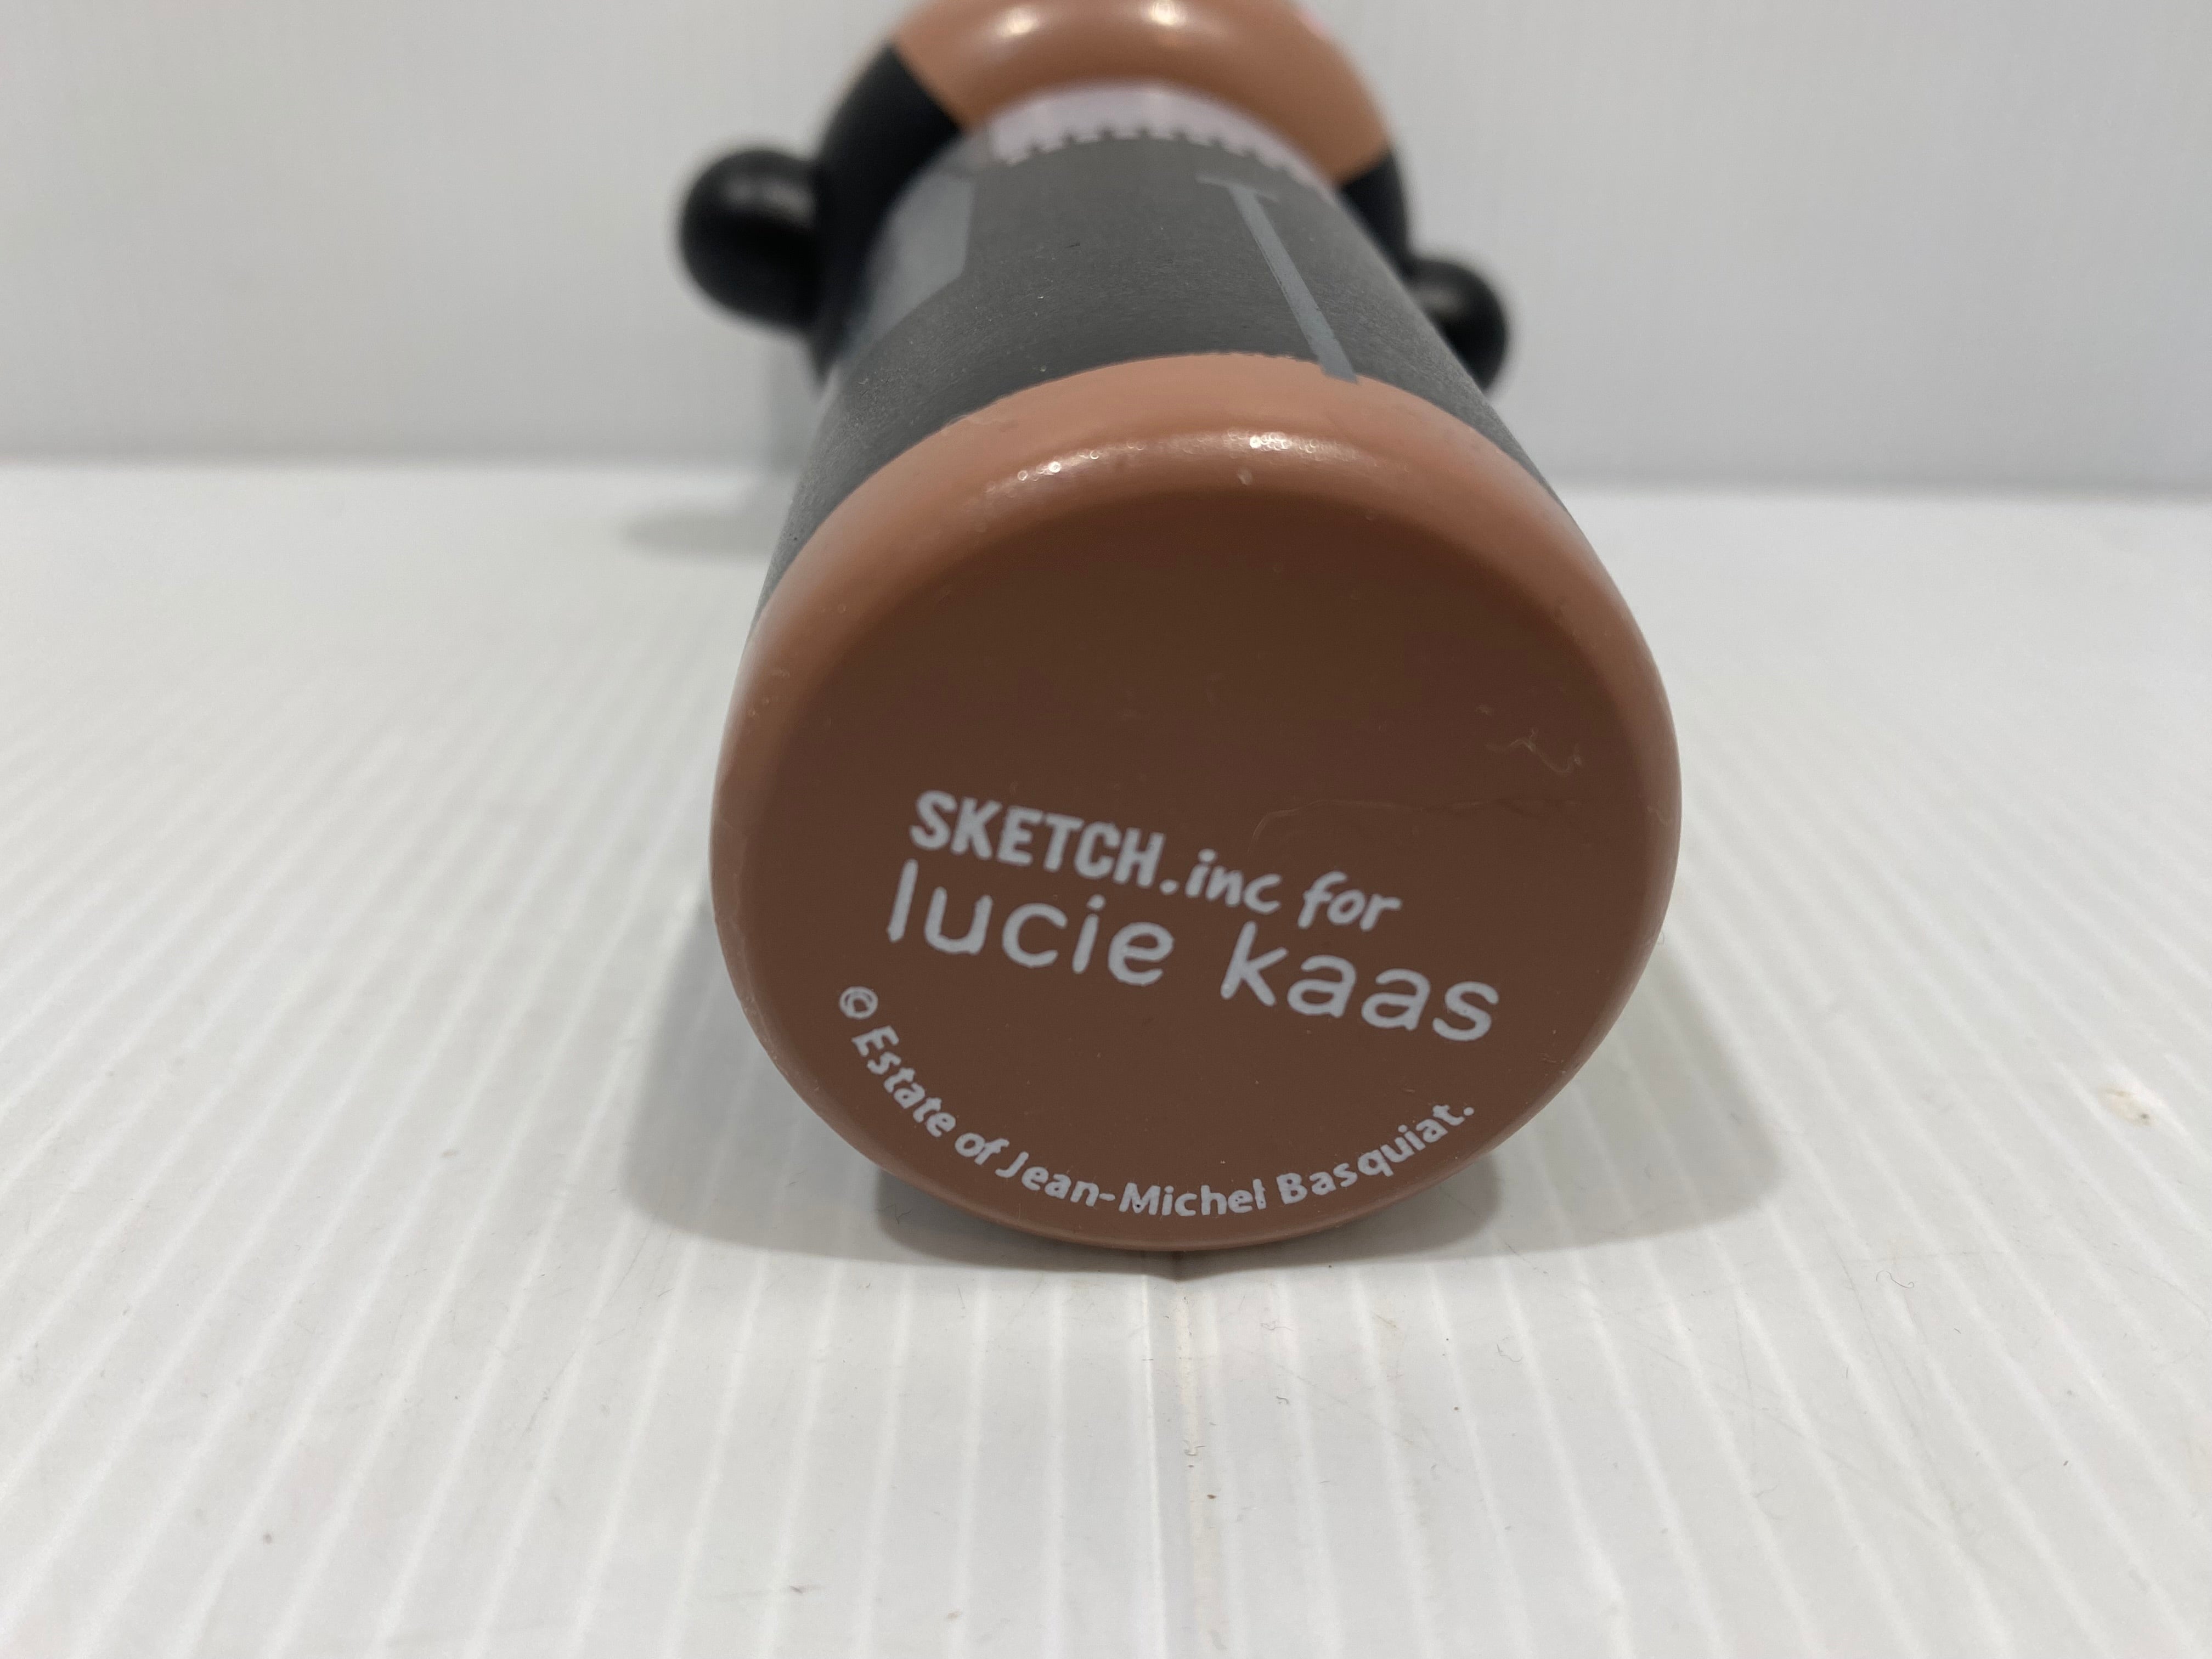 SKETCH.inc for
lucie kaas
© Estate of Jean-Michel Basquiat.